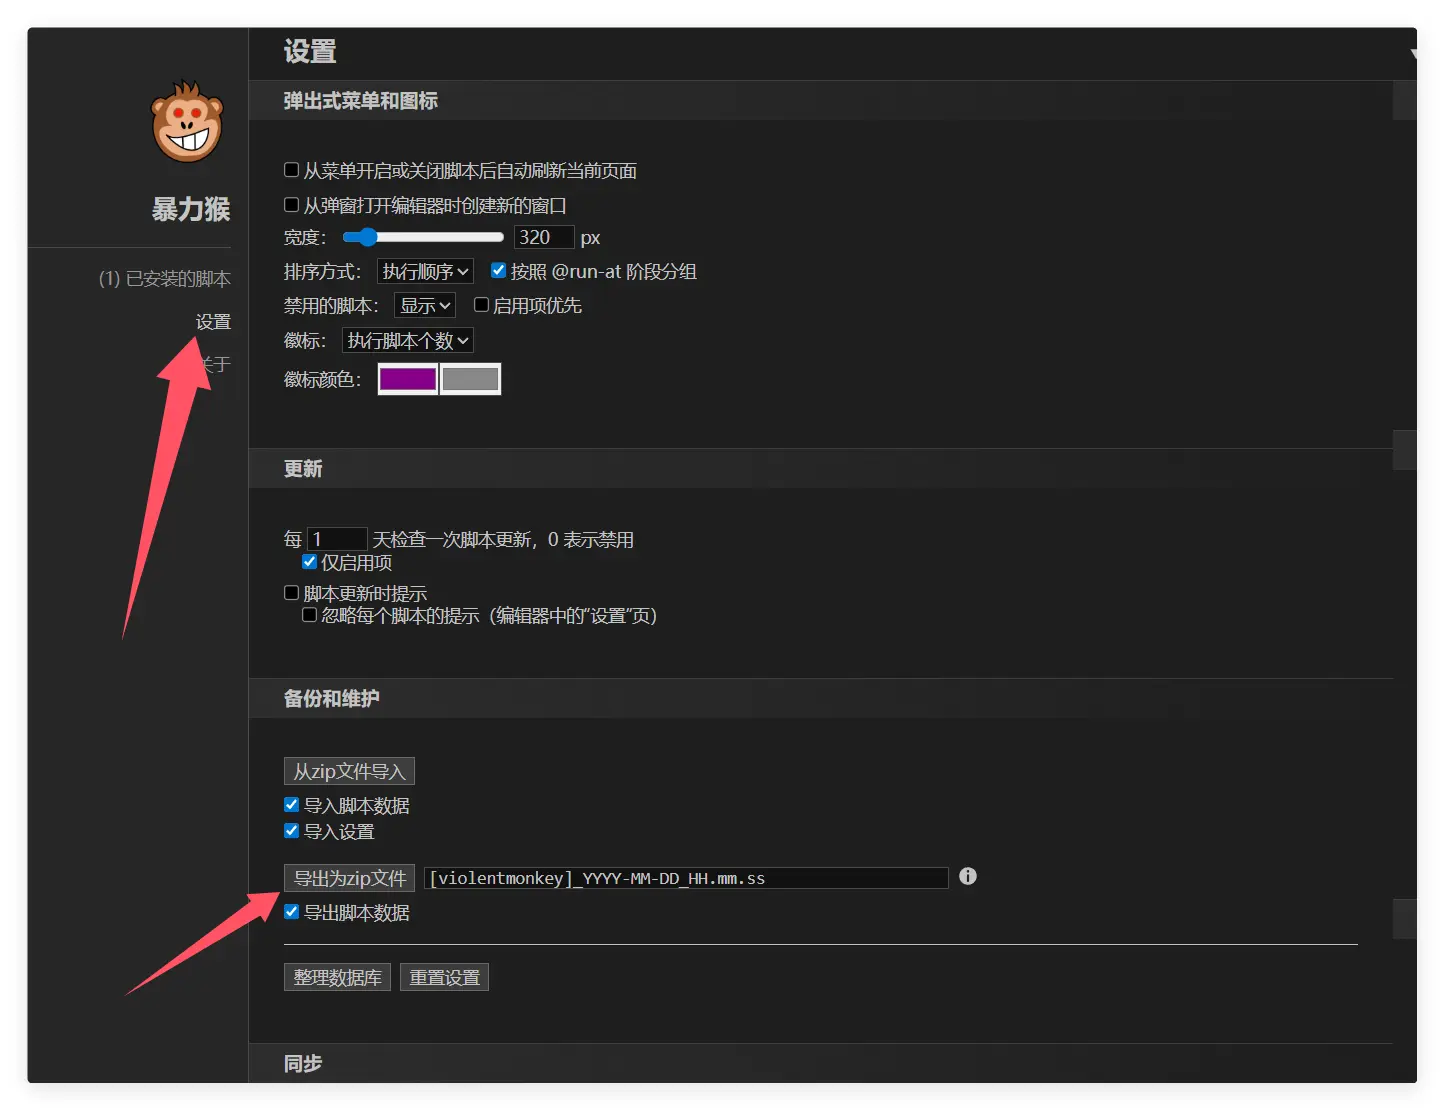 设置
弹出式菜单和图标
从菜单开启或关闭脚本后自动刷新当前页面
从弹窗打开编辑器时创建新的窗口
宽度： 320 px
排序方式： 执行顺序 按照 @run-at 阶段分组
禁用的脚本： 显示 启用项优先
徽标： 执行脚本个数
徽标颜色：
更新
每 1 天检查一次脚本更新，0 表示禁用
仅启用项
脚本更新时提示
忽略每个脚本的提示（编辑器中的“设置”页）
备份和维护
从zip文件导入
导入脚本数据
导入设置
导出为zip文件 [violentmonkey]_YYYY-MM-DD_HH.mm.ss
导出脚本数据
整理数据库 重置设置
同步
暴力猴
(1) 已安装的脚本
设置
关于